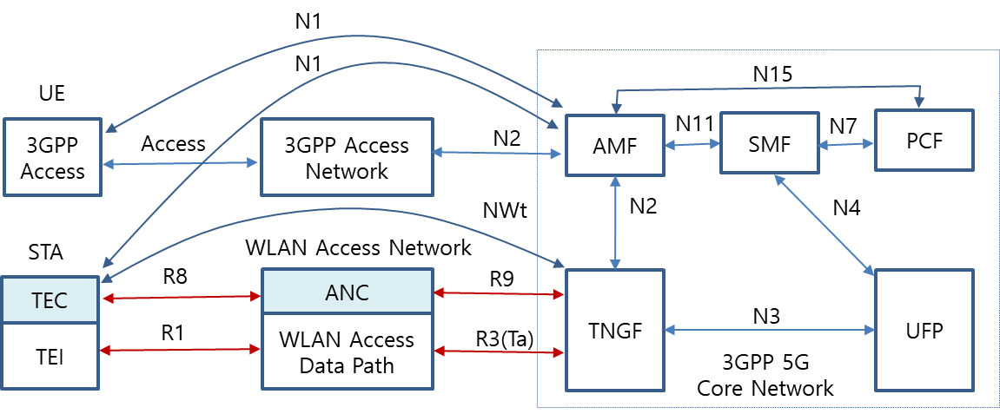 N1
N1
N15
UE
3GPP
Access
Access
3GPP Access
Network
N2
AMF
N11
SMF
N7
PCF
N2
N4
NWt
STA
WLAN Access Network
TEC
R8
ANC
R9
TEI
R1
WLAN Access
Data Path
R3(Ta)
TNGF
N3
UFP
3GPP 5G
Core Network